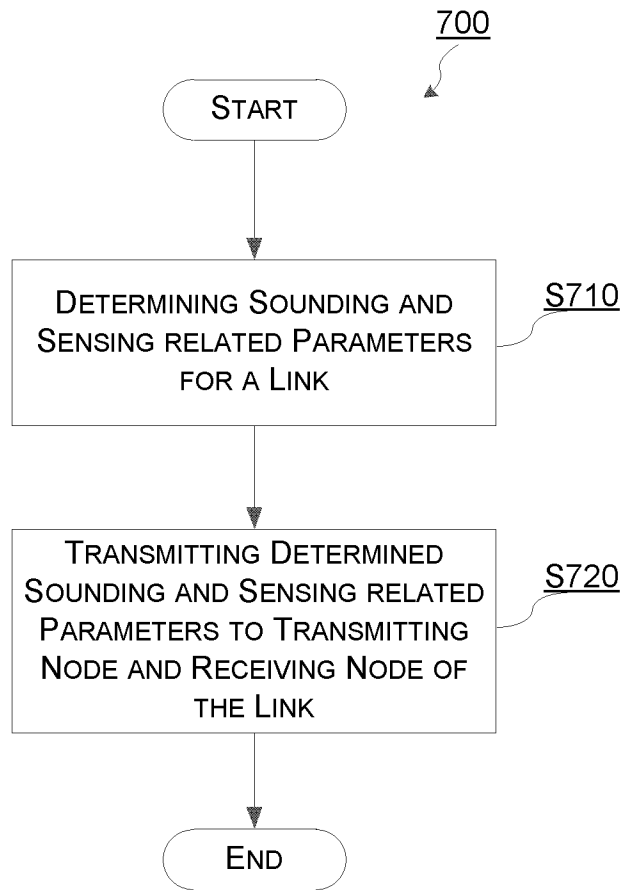 700
START
DETERMINING SOUNDING AND
SENSING RELATED PARAMETERS
FOR A LINK
S710
TRANSMITTING DETERMINED
SOUNDING AND SENSING RELATED
PARAMETERS TO TRANSMITTING
NODE AND RECEIVING NODE OF
THE LINK
S720
END